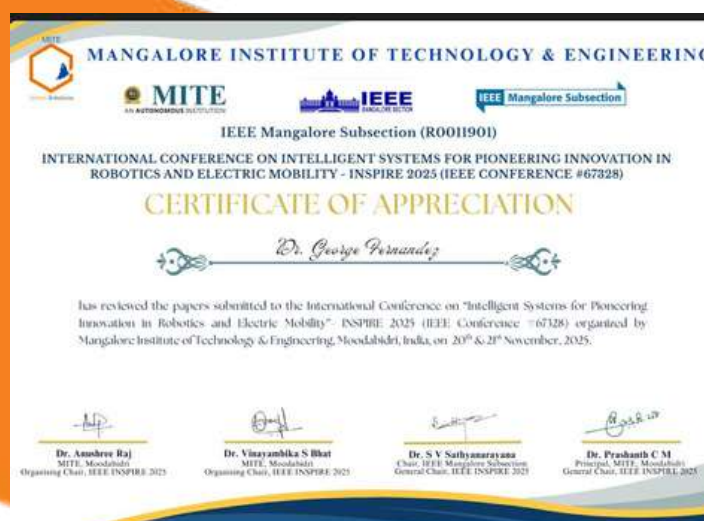 MITE
MANGALORE INSTITUTE OF TECHNOLOGY & ENGINEERING
MITE
AN AUTONOMOUS INSTITUTION
IEEE
BANGALORE SECTION
IEEE Mangalore Subsection
IEEE Mangalore Subsection (R0011901)
INTERNATIONAL CONFERENCE ON INTELLIGENT SYSTEMS FOR PIONEERING INNOVATION IN
ROBOTICS AND ELECTRIC MOBILITY - INSPIRE 2025 (IEEE CONFERENCE #67328)
CERTIFICATE OF APPRECIATION
Dr. George Fernandez
has reviewed the papers submitted to the International Conference on "Intelligent Systems for Pioneering
Innovation in Robotics and Electric Mobility"- INSPIRE 2025 (IEEE Conference #67328) organized by
Mangalore Institute of Technology & Engineering, Moodabidri, India, on 20th & 21st November, 2025.
Dr. Anushree Raj
MITE, Moodabidri
Organising Chair, IEEE INSPIRE 2025
Dr. Vinayambika S Bhat
MITE, Moodabidri
Organising Chair, IEEE INSPIRE 2025
Dr. S V Sathyanarayana
Chair, IEEE Mangalore Subsection
General Chair, IEEE INSPIRE 2025
Dr. Prashanth C M
Principal, MITE, Moodabidri
General Chair, IEEE INSPIRE 2025